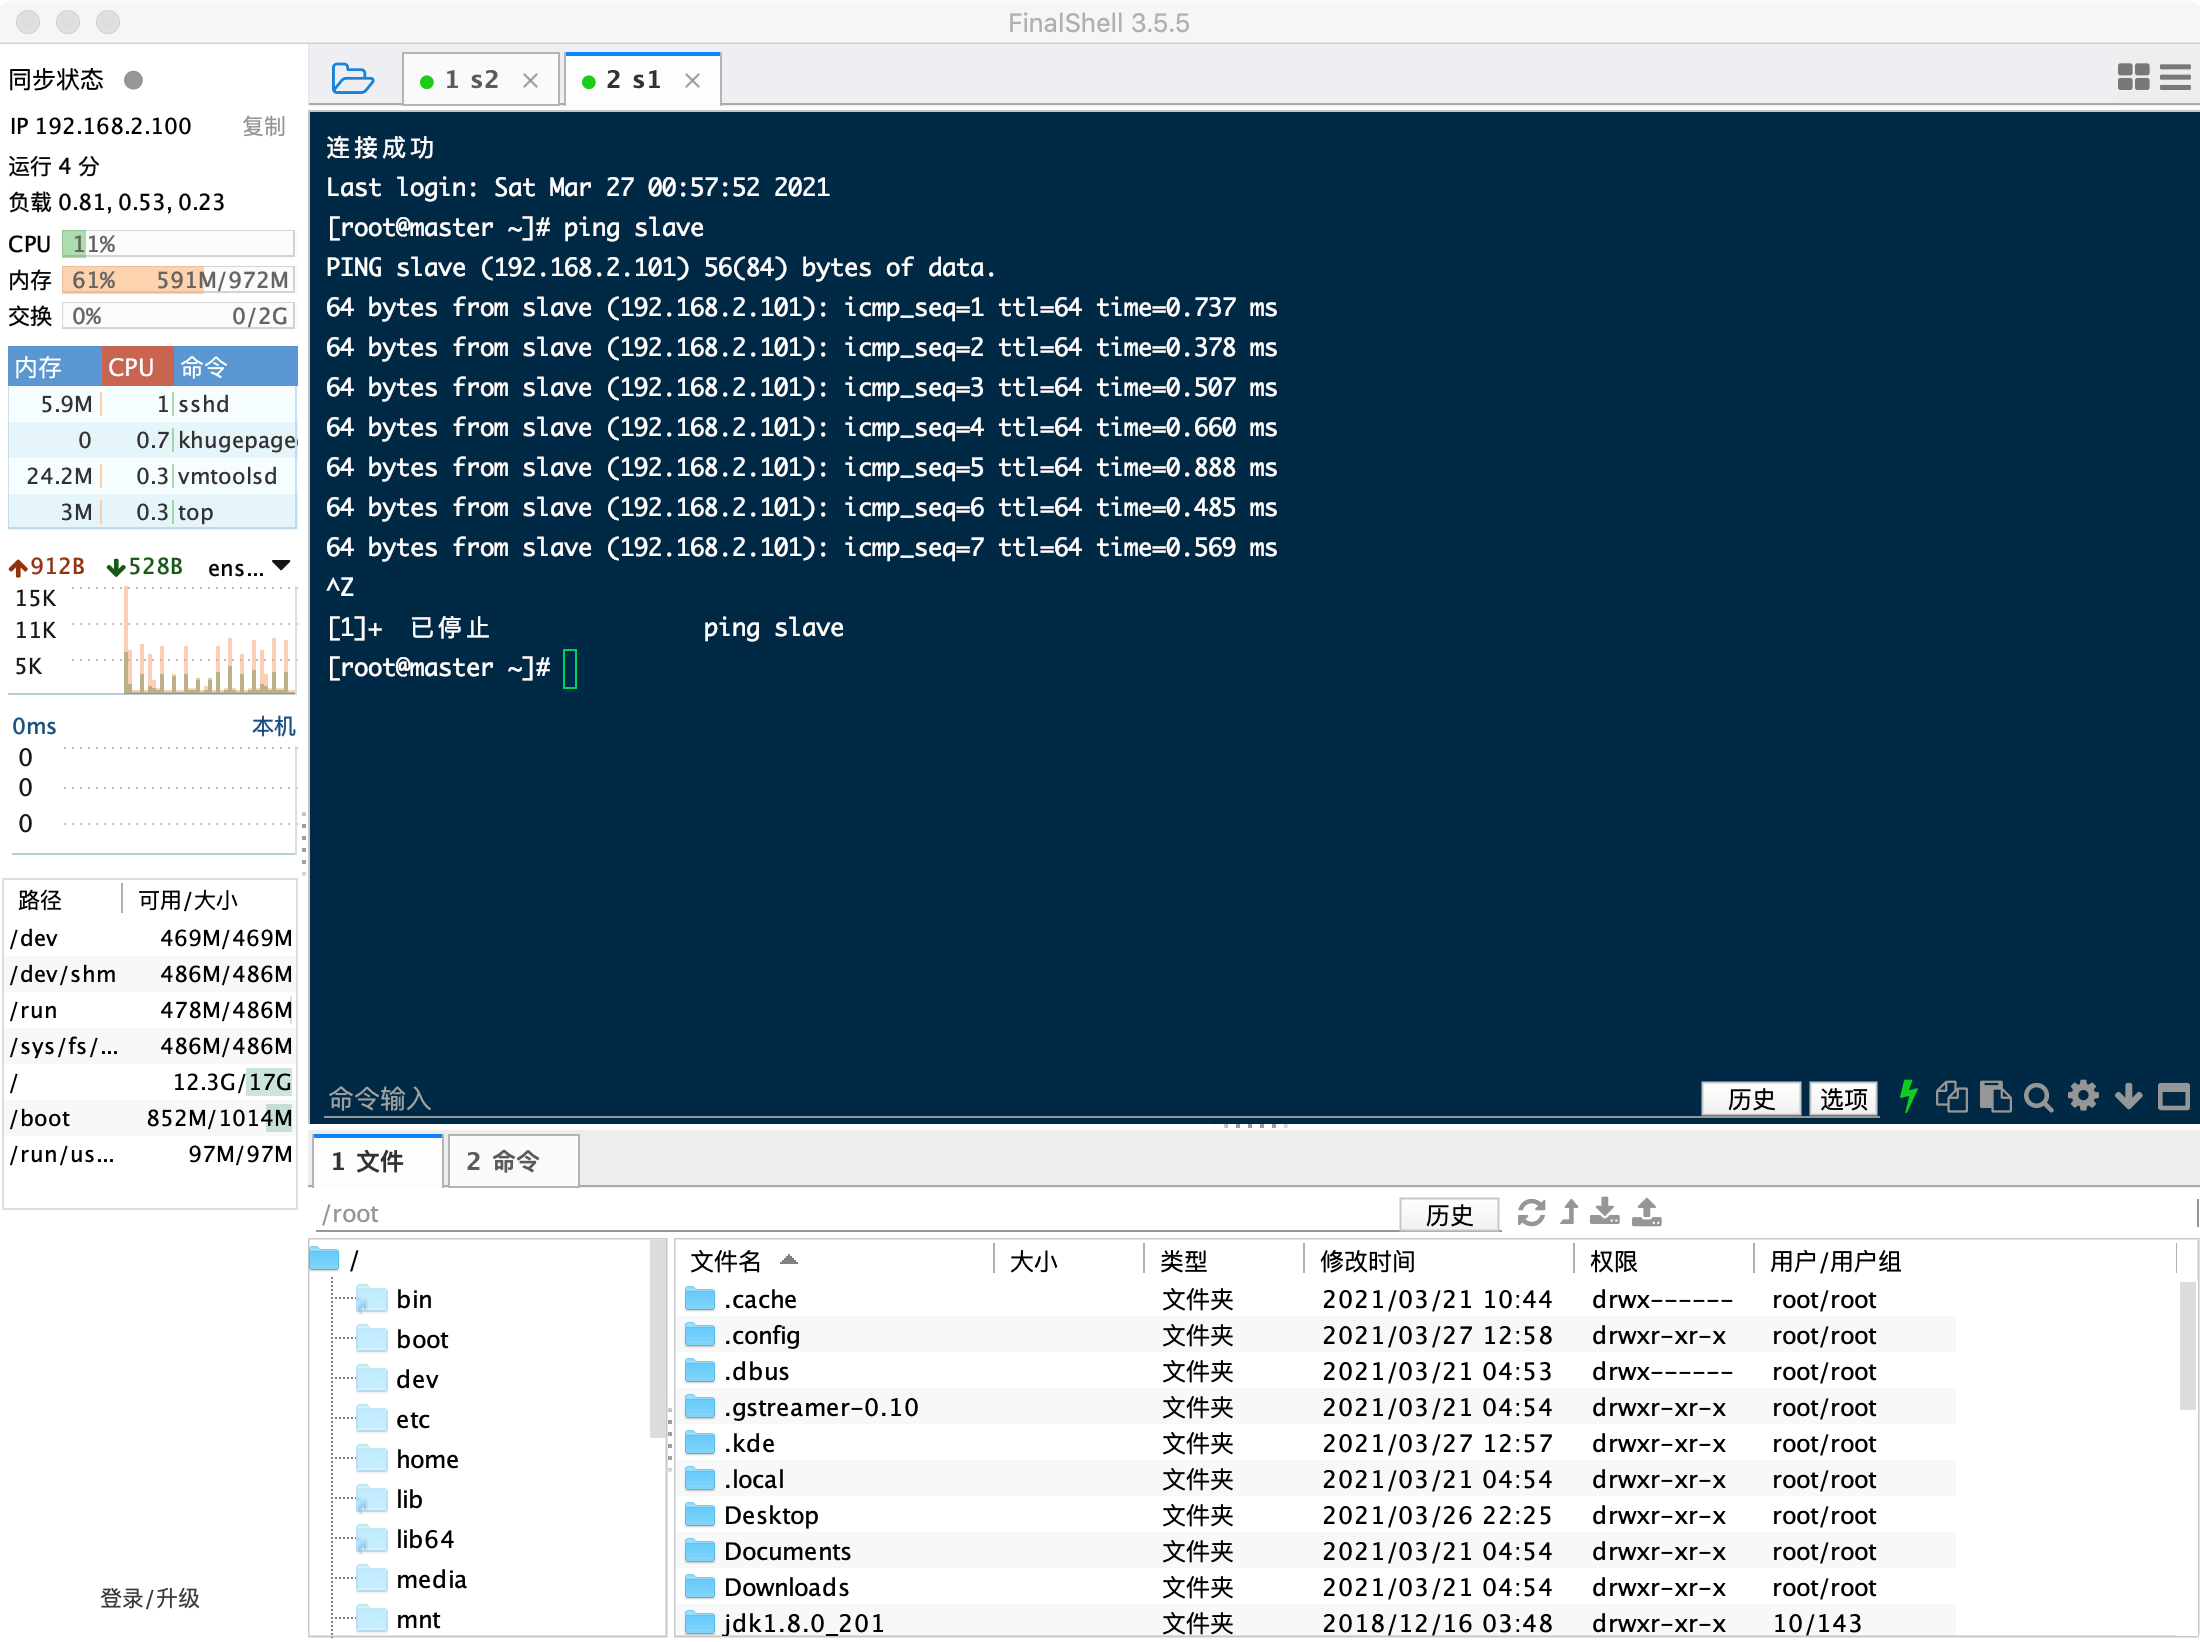 FinalShell 3.5.5
同步状态
IP 192.168.2.100 复制
运行 4 分
负载 0.81, 0.53, 0.23
CPU 11%
内存 61% 591M/972M
交换 0% 0/2G
内存 CPU 命令
5.9M 1 sshd
0 0.7 khugepage
24.2M 0.3 vmtoolsd
3M 0.3 top
912B 528B ens...
15K
11K
5K
0ms 本机
0
0
0
路径 可用/大小
/dev 469M/469M
/dev/shm 486M/486M
/run 478M/486M
/sys/fs/... 486M/486M
/ 12.3G/17G
/boot 852M/1014M
/run/us... 97M/97M
登录/升级
1 s2
2 s1
连接成功
Last login: Sat Mar 27 00:57:52 2021
[root@master ~]# ping slave
PING slave (192.168.2.101) 56(84) bytes of data.
64 bytes from slave (192.168.2.101): icmp_seq=1 ttl=64 time=0.737 ms
64 bytes from slave (192.168.2.101): icmp_seq=2 ttl=64 time=0.378 ms
64 bytes from slave (192.168.2.101): icmp_seq=3 ttl=64 time=0.507 ms
64 bytes from slave (192.168.2.101): icmp_seq=4 ttl=64 time=0.660 ms
64 bytes from slave (192.168.2.101): icmp_seq=5 ttl=64 time=0.888 ms
64 bytes from slave (192.168.2.101): icmp_seq=6 ttl=64 time=0.485 ms
64 bytes from slave (192.168.2.101): icmp_seq=7 ttl=64 time=0.569 ms
^Z
[1]+ 已停止 ping slave
[root@master ~]#
命令输入 历史 选项
1 文件 2 命令
/root 历史
/
bin
boot
dev
etc
home
lib
lib64
media
mnt
文件名 大小 类型 修改时间 权限 用户/用户组
.cache 文件夹 2021/03/21 10:44 drwx------ root/root
.config 文件夹 2021/03/27 12:58 drwxr-xr-x root/root
.dbus 文件夹 2021/03/21 04:53 drwx------ root/root
.gstreamer-0.10 文件夹 2021/03/21 04:54 drwxr-xr-x root/root
.kde 文件夹 2021/03/27 12:57 drwxr-xr-x root/root
.local 文件夹 2021/03/21 04:54 drwxr-xr-x root/root
Desktop 文件夹 2021/03/26 22:25 drwxr-xr-x root/root
Documents 文件夹 2021/03/21 04:54 drwxr-xr-x root/root
Downloads 文件夹 2021/03/21 04:54 drwxr-xr-x root/root
jdk1.8.0_201 文件夹 2018/12/16 03:48 drwxr-xr-x 10/143